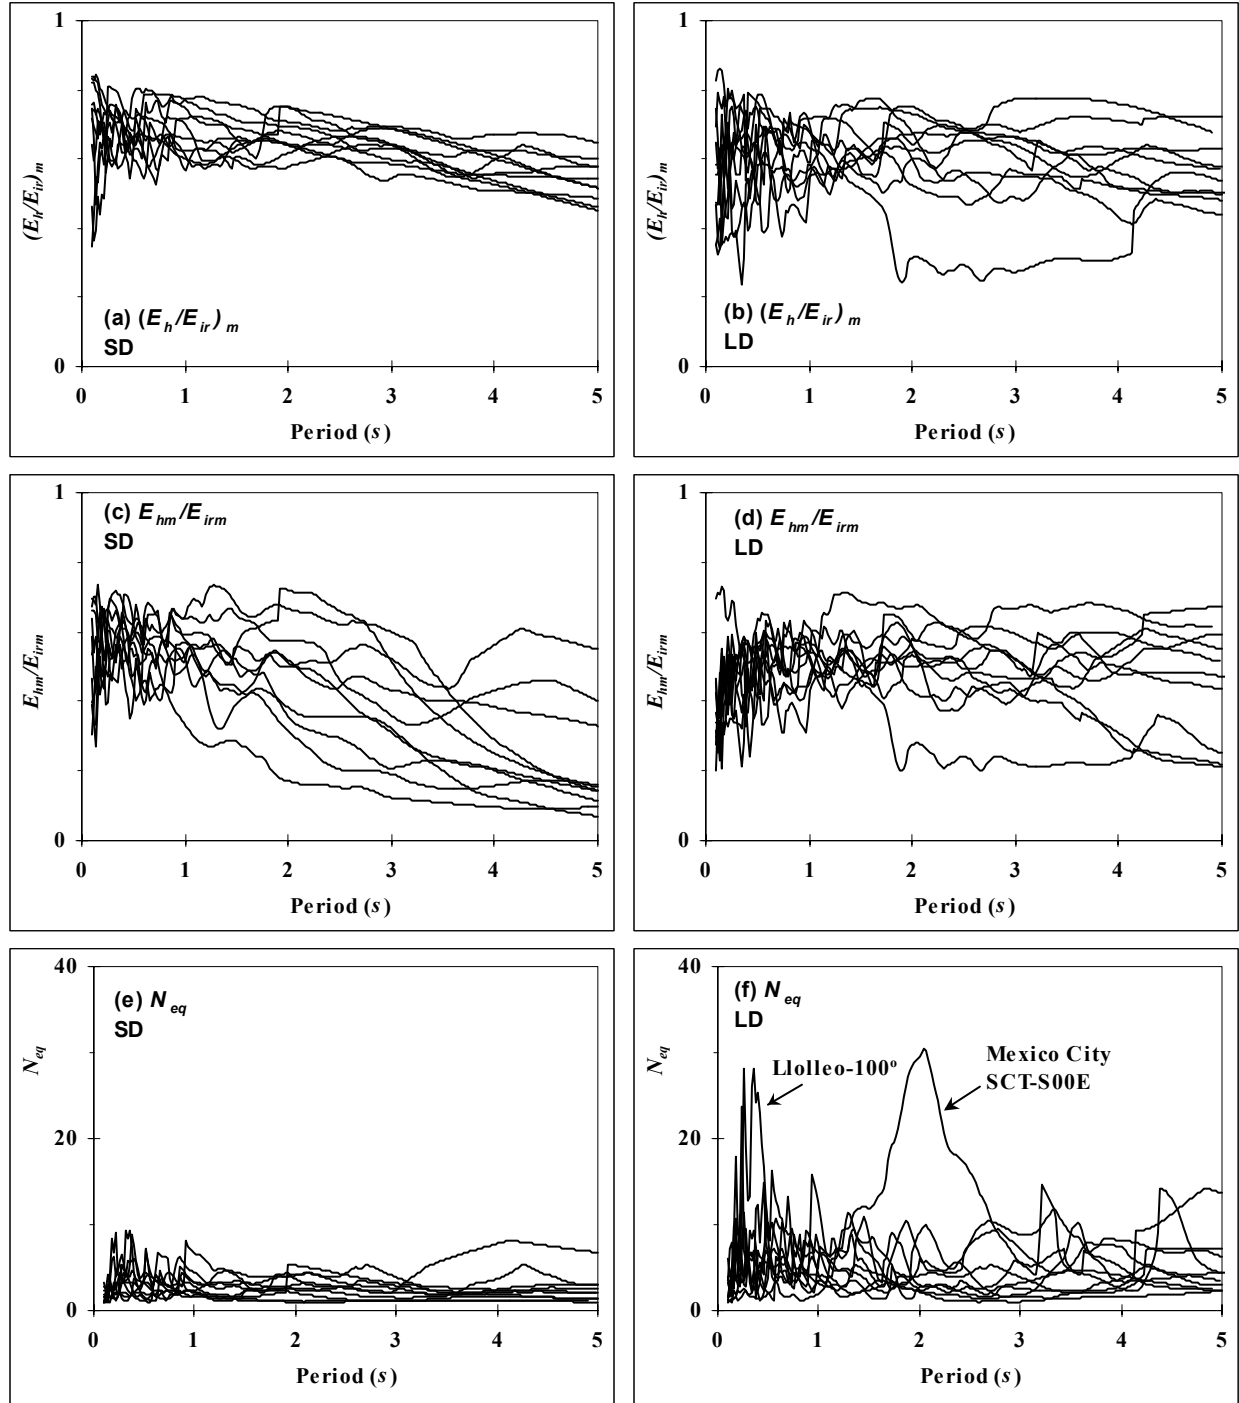 1
(E_h/E_ir)_m
(a) (E_h/E_ir)_m
SD
0
0 1 2 3 4 5
Period (s)
1
(E_h/E_ir)_m
(b) (E_h/E_ir)_m
LD
0
0 1 2 3 4 5
Period (s)
1
(c) E_hm/E_irm
SD
E_hm/E_irm
0
0 1 2 3 4 5
Period (s)
1
(d) E_hm/E_irm
LD
E_hm/E_irm
0
0 1 2 3 4 5
Period (s)
40
(e) N_eq
SD
N_eq
20
0
0 1 2 3 4 5
Period (s)
40
(f) N_eq
LD
N_eq
Llolleo-100º
Mexico City
SCT-S00E
20
0
0 1 2 3 4 5
Period (s)